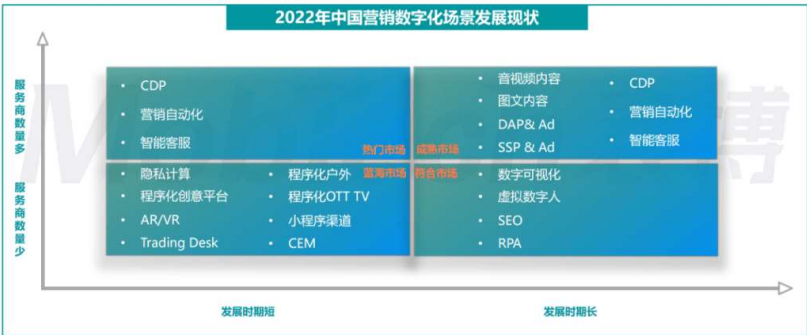 2022年中国营销数字化场景发展现状
服务商数量多
• CDP
• 营销自动化
• 智能客服
热门市场
• 音视频内容
• 图文内容
• DAP& Ad
• SSP & Ad
• CDP
• 营销自动化
• 智能客服
成熟市场
服务商数量少
• 隐私计算
• 程序化创意平台
• AR/VR
• Trading Desk
• 程序化户外
• 程序化OTT TV
• 小程序渠道
• CEM
蓝海市场
符合市场
• 数字可视化
• 虚拟数字人
• SEO
• RPA
发展时期短
发展时期长
博